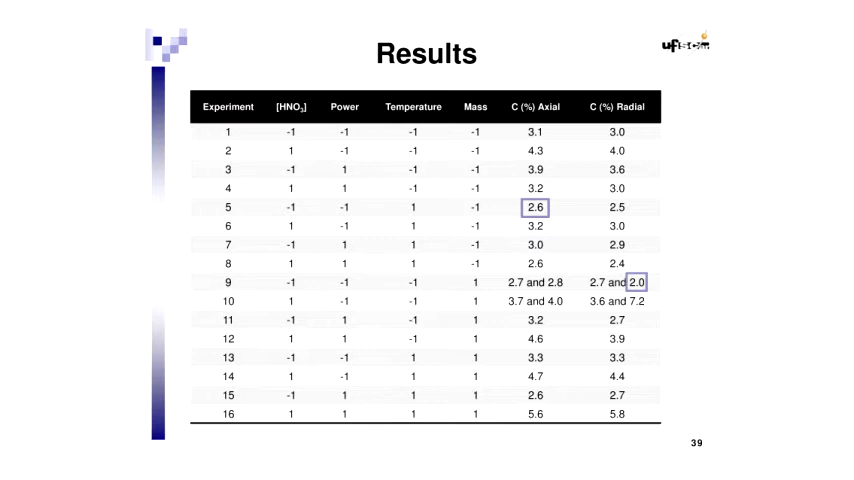 Results
ufscar
Experiment [HNO3] Power Temperature Mass C (%) Axial C (%) Radial
1 -1 -1 -1 -1 3.1 3.0
2 1 -1 -1 -1 4.3 4.0
3 -1 1 -1 -1 3.9 3.6
4 1 1 -1 -1 3.2 3.0
5 -1 -1 1 -1 2.6 2.5
6 1 -1 1 -1 3.2 3.0
7 -1 1 1 -1 3.0 2.9
8 1 1 1 -1 2.6 2.4
9 -1 -1 -1 1 2.7 and 2.8 2.7 and 2.0
10 1 -1 -1 1 3.7 and 4.0 3.6 and 7.2
11 -1 1 -1 1 3.2 2.7
12 1 1 -1 1 4.6 3.9
13 -1 -1 1 1 3.3 3.3
14 1 -1 1 1 4.7 4.4
15 -1 1 1 1 2.6 2.7
16 1 1 1 1 5.6 5.8
39